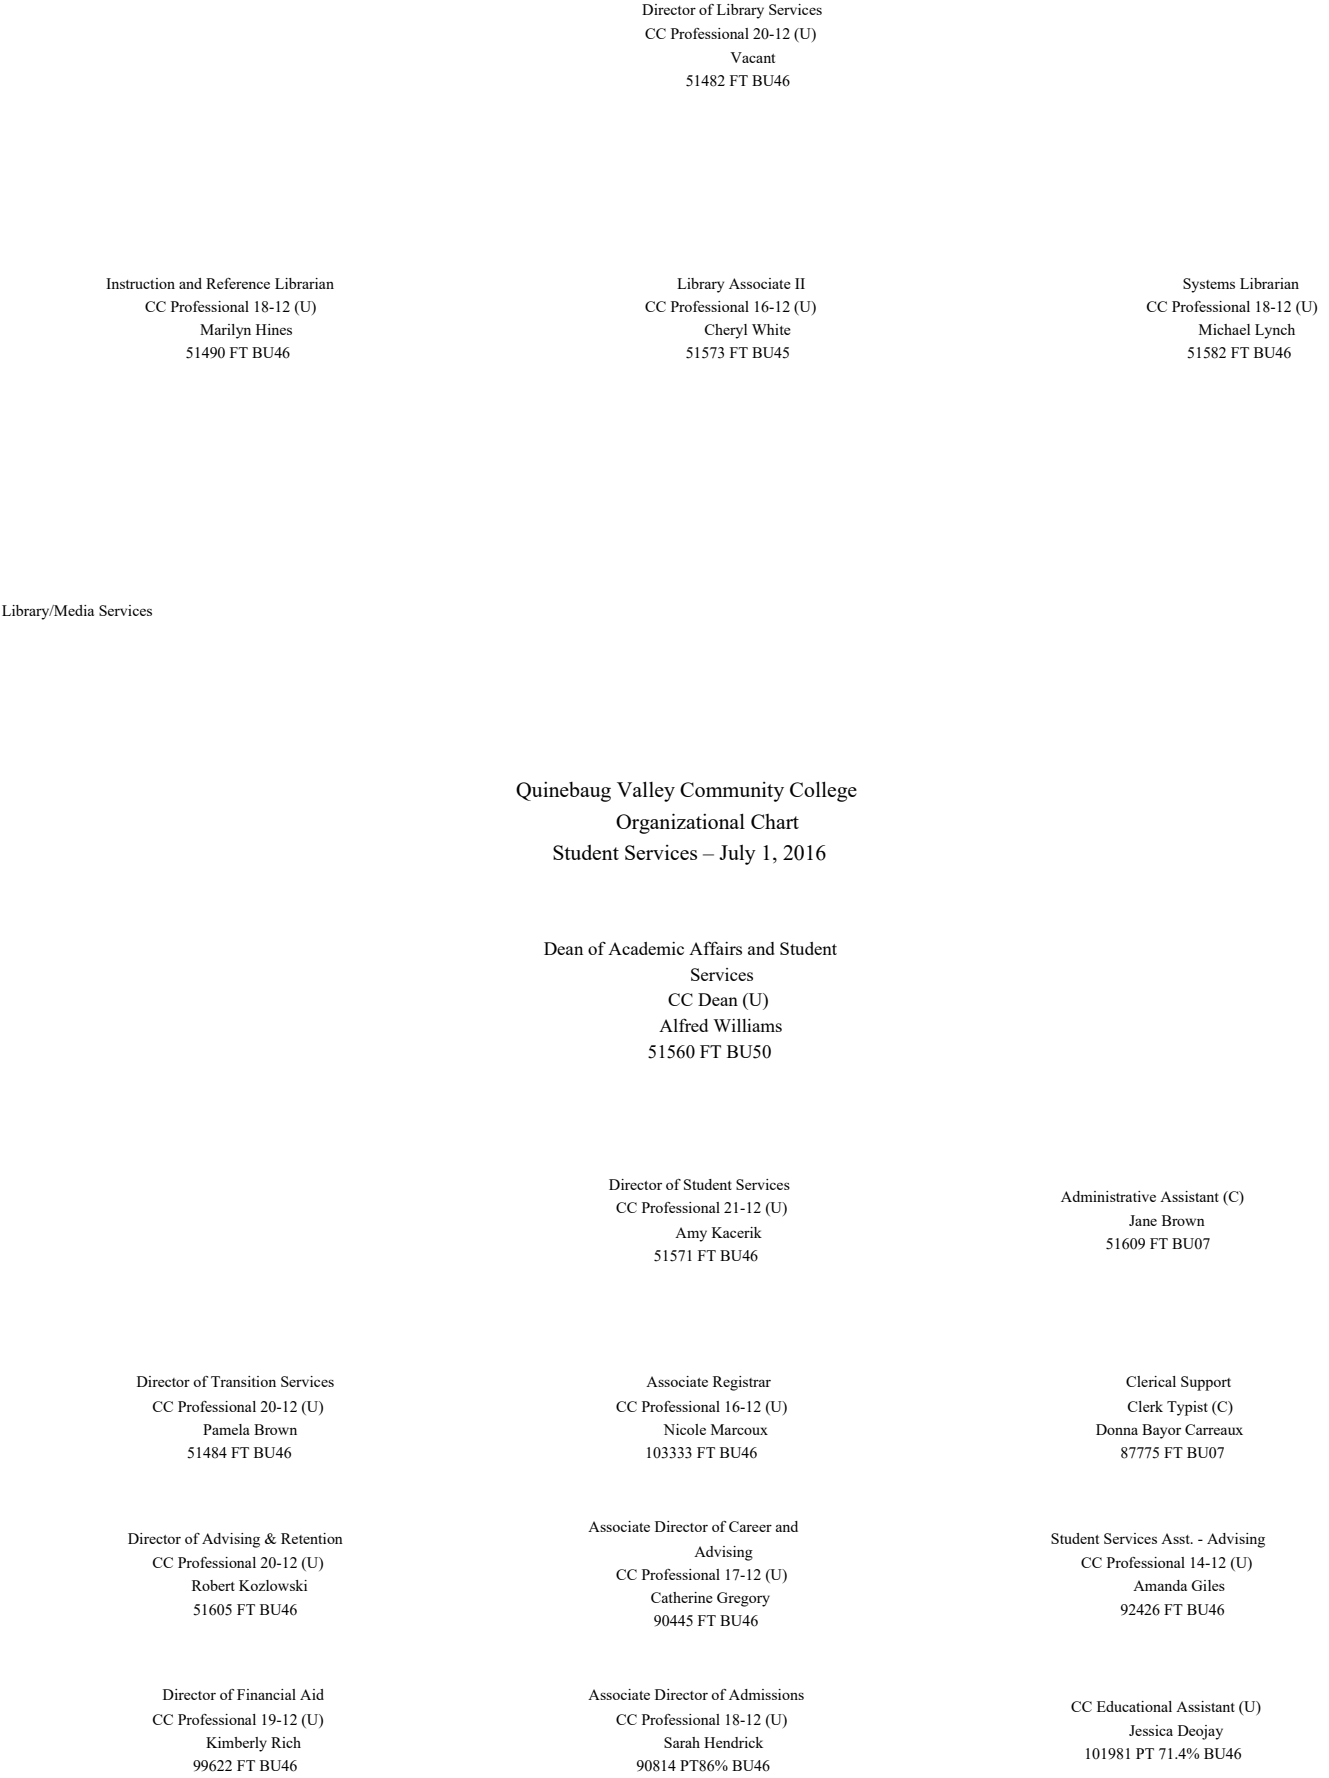 Director of Library Services
CC Professional 20-12 (U)
Vacant
51482 FT BU46
Instruction and Reference Librarian
CC Professional 18-12 (U)
Marilyn Hines
51490 FT BU46
Library Associate II
CC Professional 16-12 (U)
Cheryl White
51573 FT BU45
Systems Librarian
CC Professional 18-12 (U)
Michael Lynch
51582 FT BU46
Library/Media Services
Quinebaug Valley Community College
Organizational Chart
Student Services – July 1, 2016
Dean of Academic Affairs and Student
Services
CC Dean (U)
Alfred Williams
51560 FT BU50
Director of Student Services
CC Professional 21-12 (U)
Amy Kacerik
51571 FT BU46
Administrative Assistant (C)
Jane Brown
51609 FT BU07
Director of Transition Services
CC Professional 20-12 (U)
Pamela Brown
51484 FT BU46
Associate Registrar
CC Professional 16-12 (U)
Nicole Marcoux
103333 FT BU46
Clerical Support
Clerk Typist (C)
Donna Bayor Carreaux
87775 FT BU07
Director of Advising & Retention
CC Professional 20-12 (U)
Robert Kozlowski
51605 FT BU46
Associate Director of Career and
Advising
CC Professional 17-12 (U)
Catherine Gregory
90445 FT BU46
Student Services Asst. - Advising
CC Professional 14-12 (U)
Amanda Giles
92426 FT BU46
Director of Financial Aid
CC Professional 19-12 (U)
Kimberly Rich
99622 FT BU46
Associate Director of Admissions
CC Professional 18-12 (U)
Sarah Hendrick
90814 PT86% BU46
CC Educational Assistant (U)
Jessica Deojay
101981 PT 71.4% BU46